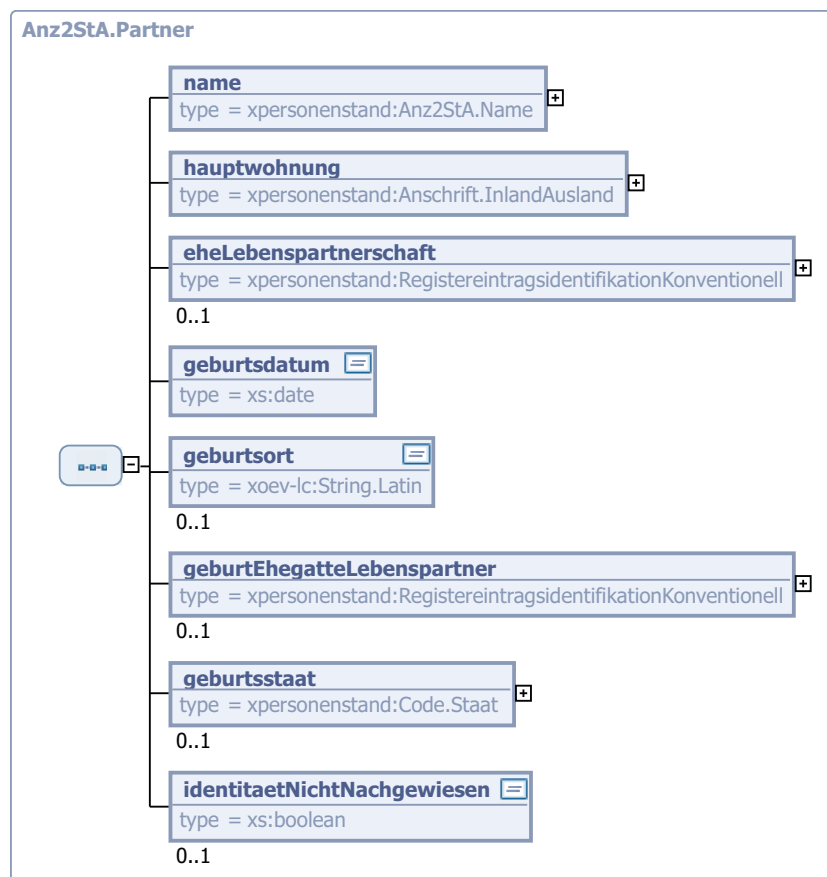 Anz2StA.Partner
name
type = xpersonenstand:Anz2StA.Name
hauptwohnung
type = xpersonenstand:Anschrift.InlandAusland
eheLebenspartnerschaft
type = xpersonenstand:RegistereintragsidentifikationKonventionell
0..1
geburtsdatum
type = xs:date
geburtsort
type = xoev-lc:String.Latin
0..1
geburtEhegatteLebenspartner
type = xpersonenstand:RegistereintragsidentifikationKonventionell
0..1
geburtsstaat
type = xpersonenstand:Code.Staat
0..1
identitaetNichtNachgewiesen
type = xs:boolean
0..1